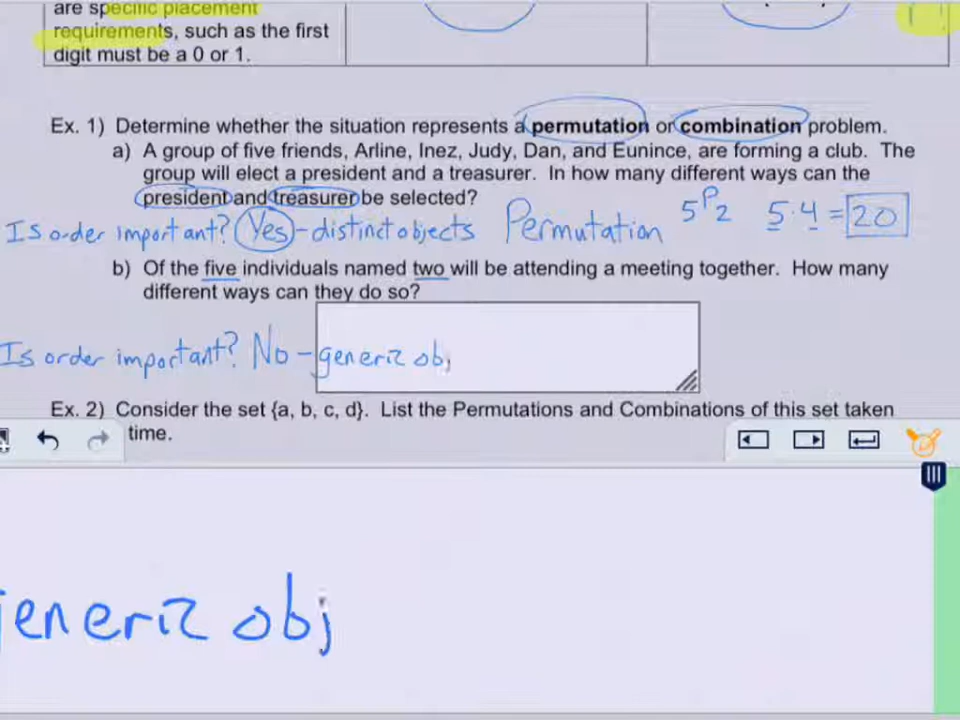 are specific placement
requirements, such as the first
digit must be a 0 or 1.
Ex. 1) Determine whether the situation represents a permutation or combination problem.
a) A group of five friends, Arline, Inez, Judy, Dan, and Eunince, are forming a club. The
group will elect a president and a treasurer. In how many different ways can the
president and treasurer be selected?
Is order important? Yes - distinct objects Permutation 5P2 5·4 = 20
b) Of the five individuals named two will be attending a meeting together. How many
different ways can they do so?
Is order important? No - generic obj
Ex. 2) Consider the set {a, b, c, d}. List the Permutations and Combinations of this set taken
time.
generic obj